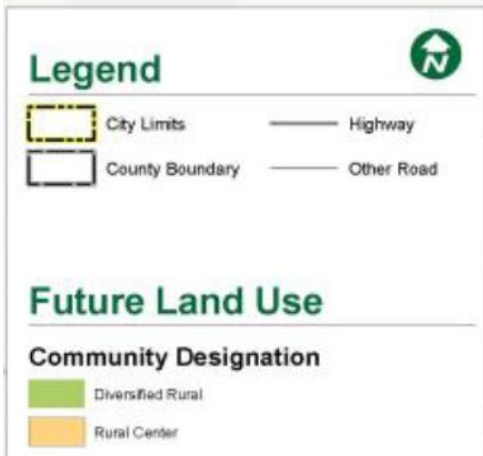 Legend
N
City Limits
Highway
County Boundary
Other Road
Future Land Use
Community Designation
Diversified Rural
Rural Center